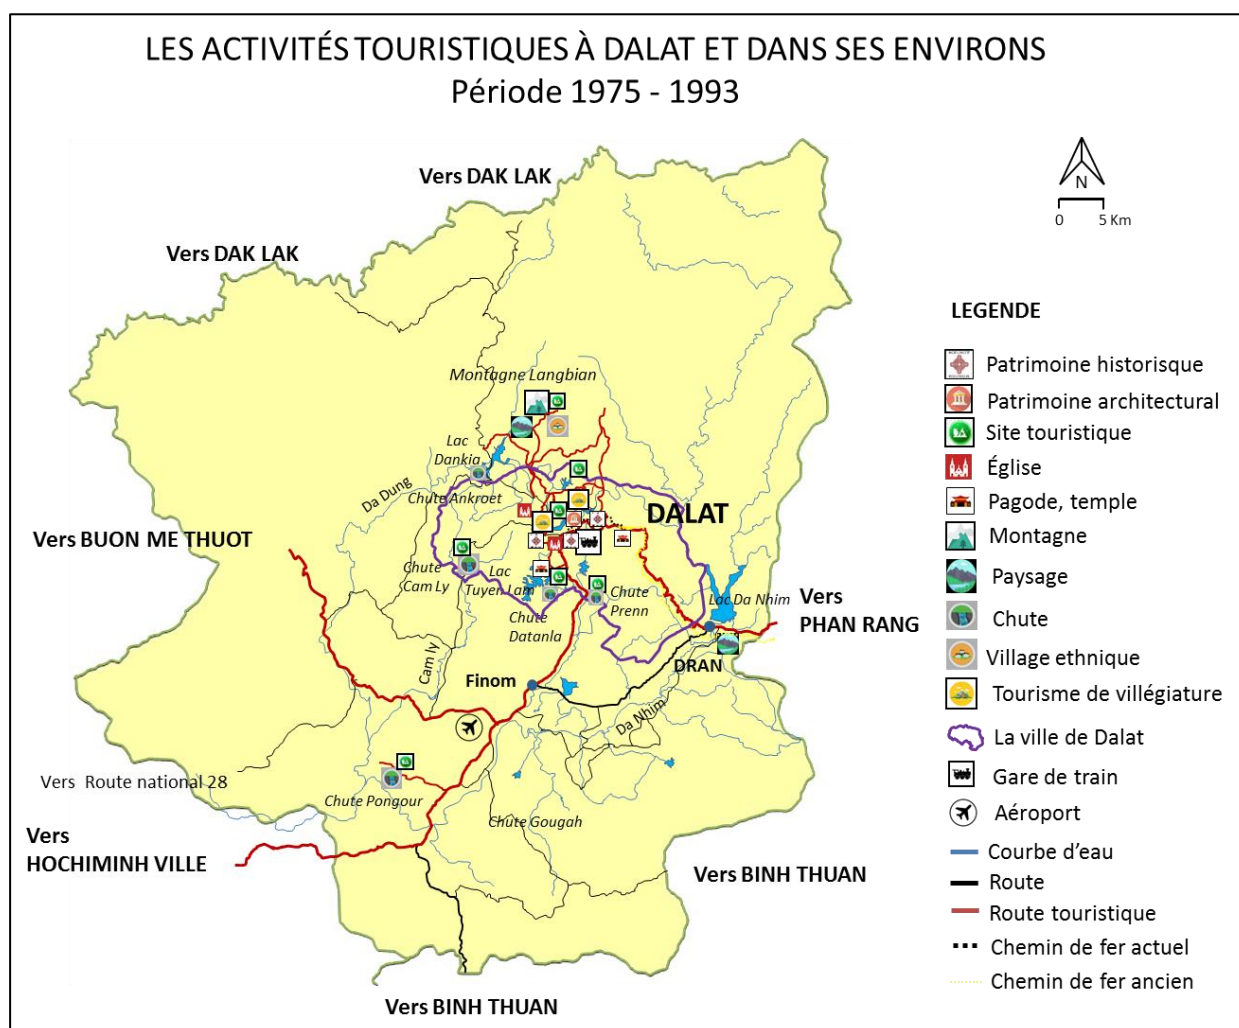 LES ACTIVITÉS TOURISTIQUES À DALAT ET DANS SES ENVIRONS
Période 1975 - 1993
N
0 5 Km
Vers DAK LAK
Vers DAK LAK
Montagne Langbian
Lac
Dankia
Chute Ankroet
Da Dung
DALAT
Vers BUON ME THUOT
Chute
Cam Ly
Lac
Tuyen Lam
Chute
Datanla
Chute
Prenn
Lac Da Nhim
Vers
PHAN RANG
DRAN
Cam ly
Finom
Da Nhim
Vers Route national 28
Chute Pongour
Chute Gougah
Vers
HOCHIMINH VILLE
Vers BINH THUAN
Vers BINH THUAN
LEGENDE
Patrimoine historisque
Patrimoine architectural
Site touristique
Église
Pagode, temple
Montagne
Paysage
Chute
Village ethnique
Tourisme de villégiature
La ville de Dalat
Gare de train
Aéroport
Courbe d'eau
Route
Route touristique
Chemin de fer actuel
Chemin de fer ancien